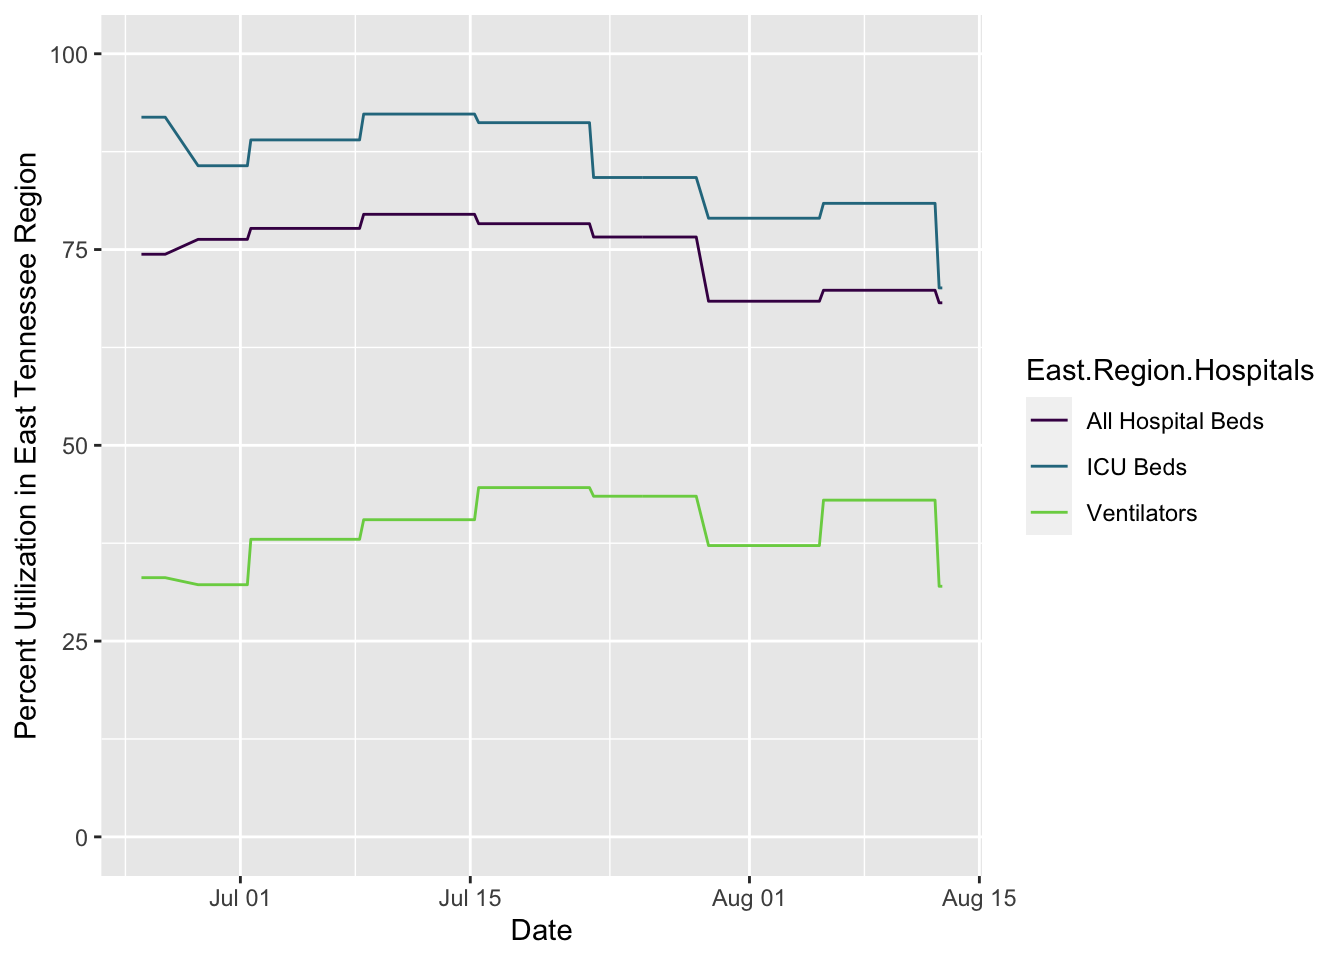 100
75
50
25
0
Percent Utilization in East Tennessee Region
Jul 01
Jul 15
Aug 01
Aug 15
Date
East.Region.Hospitals
All Hospital Beds
ICU Beds
Ventilators